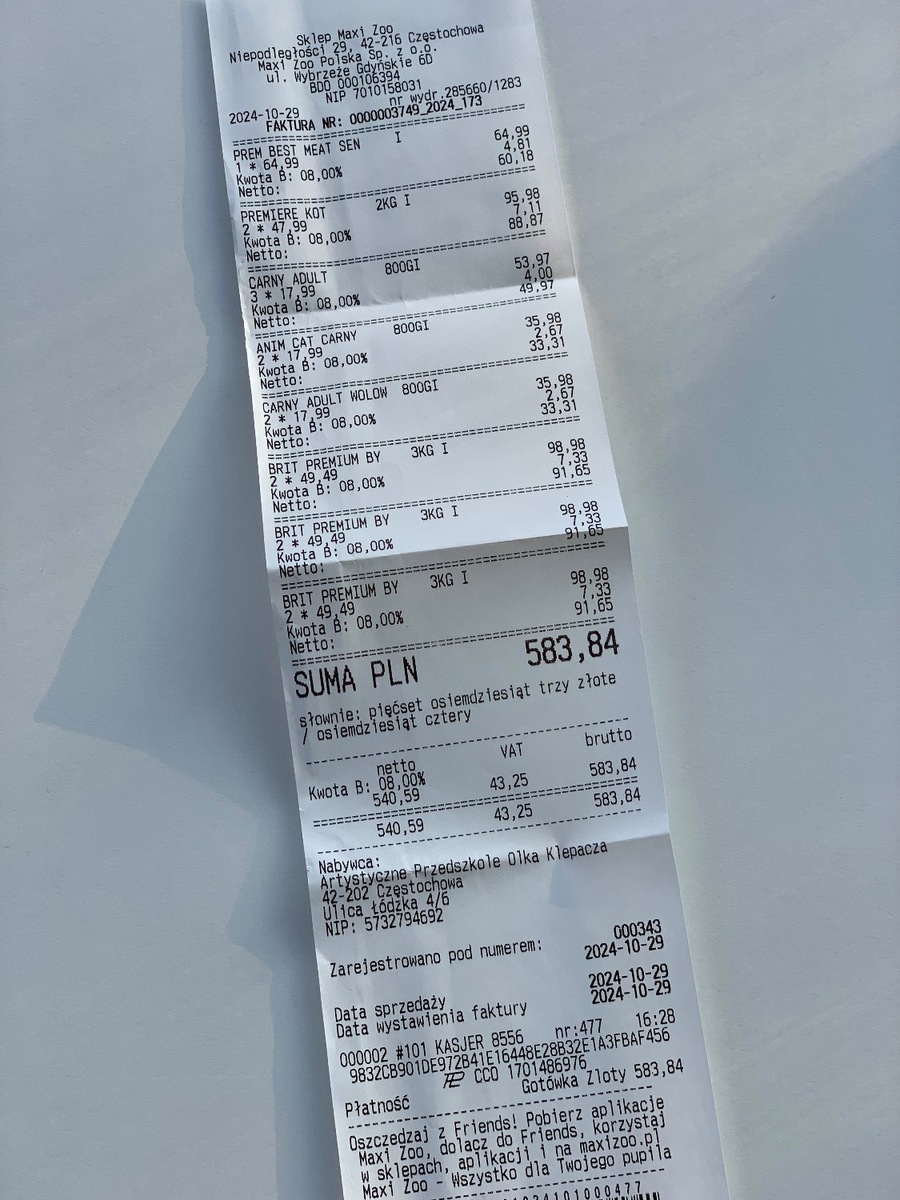 Sklep Maxi Zoo
Niepodległości 29, 42-216 Częstochowa
Maxi Zoo Polska Sp. z o.o.
ul. Wybrzeże Gdyńskie 6D
BDO 000106394
NIP 7010158031
2024-10-29 nr wydr.285660/1283
FAKTURA NR: 0000003749_2024_173
PREM BEST MEAT SEN I
1 * 64,99 64,99
Kwota B: 08,00% 4,81
Netto: 60,18
PREMIERE KOT 2KG I
2 * 47,99 95,98
Kwota B: 08,00% 7,11
Netto: 88,87
CARNY ADULT 800GI
3 * 17,99 53,97
Kwota B: 08,00% 4,00
Netto: 49,97
ANIM CAT CARNY 800GI
2 * 17,99 35,98
Kwota B: 08,00% 2,67
Netto: 33,31
CARNY ADULT WOLOW 800GI
2 * 17,99 35,98
Kwota B: 08,00% 2,67
Netto: 33,31
BRIT PREMIUM BY 3KG I
2 * 49,49 98,98
Kwota B: 08,00% 7,33
Netto: 91,65
BRIT PREMIUM BY 3KG I
2 * 49,49 98,98
Kwota B: 08,00% 7,33
Netto: 91,65
BRIT PREMIUM BY 3KG I
2 * 49,49 98,98
Kwota B: 08,00% 7,33
Netto: 91,65
SUMA PLN 583,84
słownie: pięćset osiemdziesiąt trzy złote
/ osiemdziesiąt cztery
netto VAT brutto
Kwota B: 08,00%
540,59 43,25 583,84
540,59 43,25 583,84
Nabywca:
Artystyczne Przedszkole Olka Klepacza
42-202 Częstochowa
Ulica Łódzka 4/6
NIP: 5732794692
Zarejestrowano pod numerem: 000343
2024-10-29
Data sprzedaży 2024-10-29
Data wystawienia faktury 2024-10-29
000002 #101 KASJER 8556 nr:477 16:28
9832CB901DE972B41E16448E28B32E1A3FBAF456
CCO 1701486976
Płatność Gotówka Zloty 583,84
Oszczedzaj z Friends! Pobierz aplikację
Maxi Zoo, dołącz do Friends, korzystaj
w sklepach, aplikacji i na maxizoo.pl
Maxi Zoo - Wszystko dla Twojego pupila